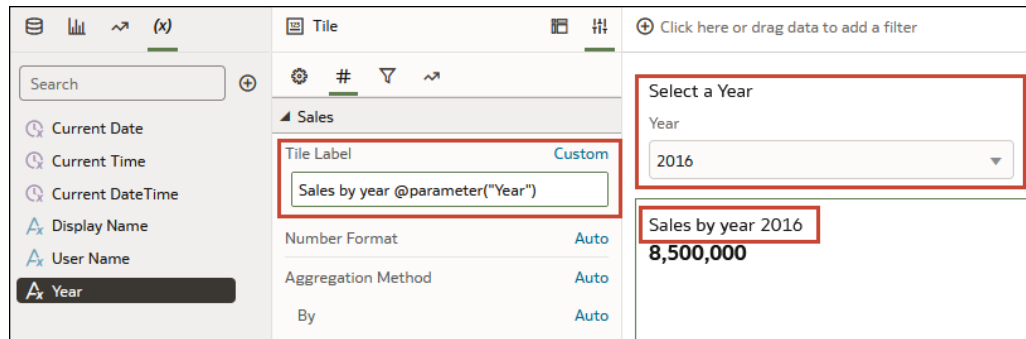 (x)
Search
Current Date
Current Time
Current DateTime
Display Name
User Name
Year
Tile
#
Sales
Tile Label Custom
Sales by year @parameter("Year")
Number Format Auto
Aggregation Method Auto
By Auto
Click here or drag data to add a filter
Select a Year
Year
2016
Sales by year 2016
8,500,000